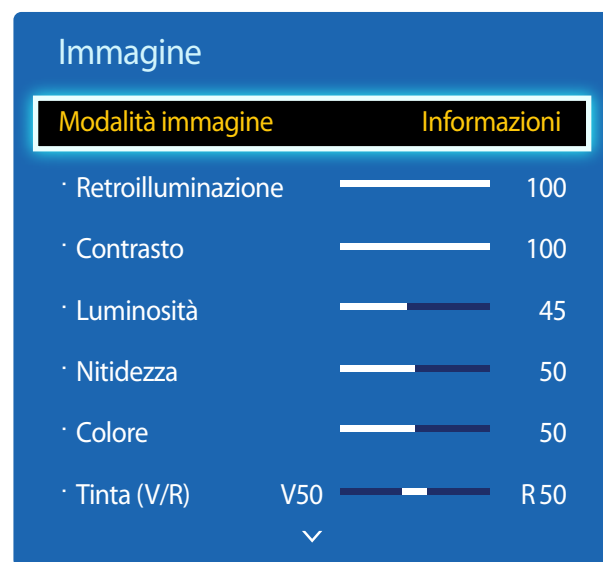 Immagine
Modalità immagine Informazioni
· Retroilluminazione 100
· Contrasto 100
· Luminosità 45
· Nitidezza 50
· Colore 50
· Tinta (V/R) V50 R50